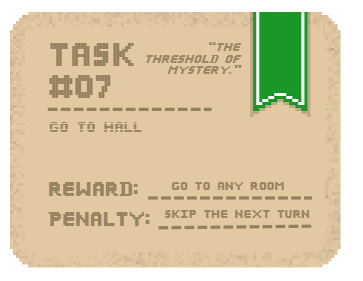 TASK
#07
"THE
THRESHOLD OF
MYSTERY."
GO TO HALL
REWARD: GO TO ANY ROOM
PENALTY: SKIP THE NEXT TURN